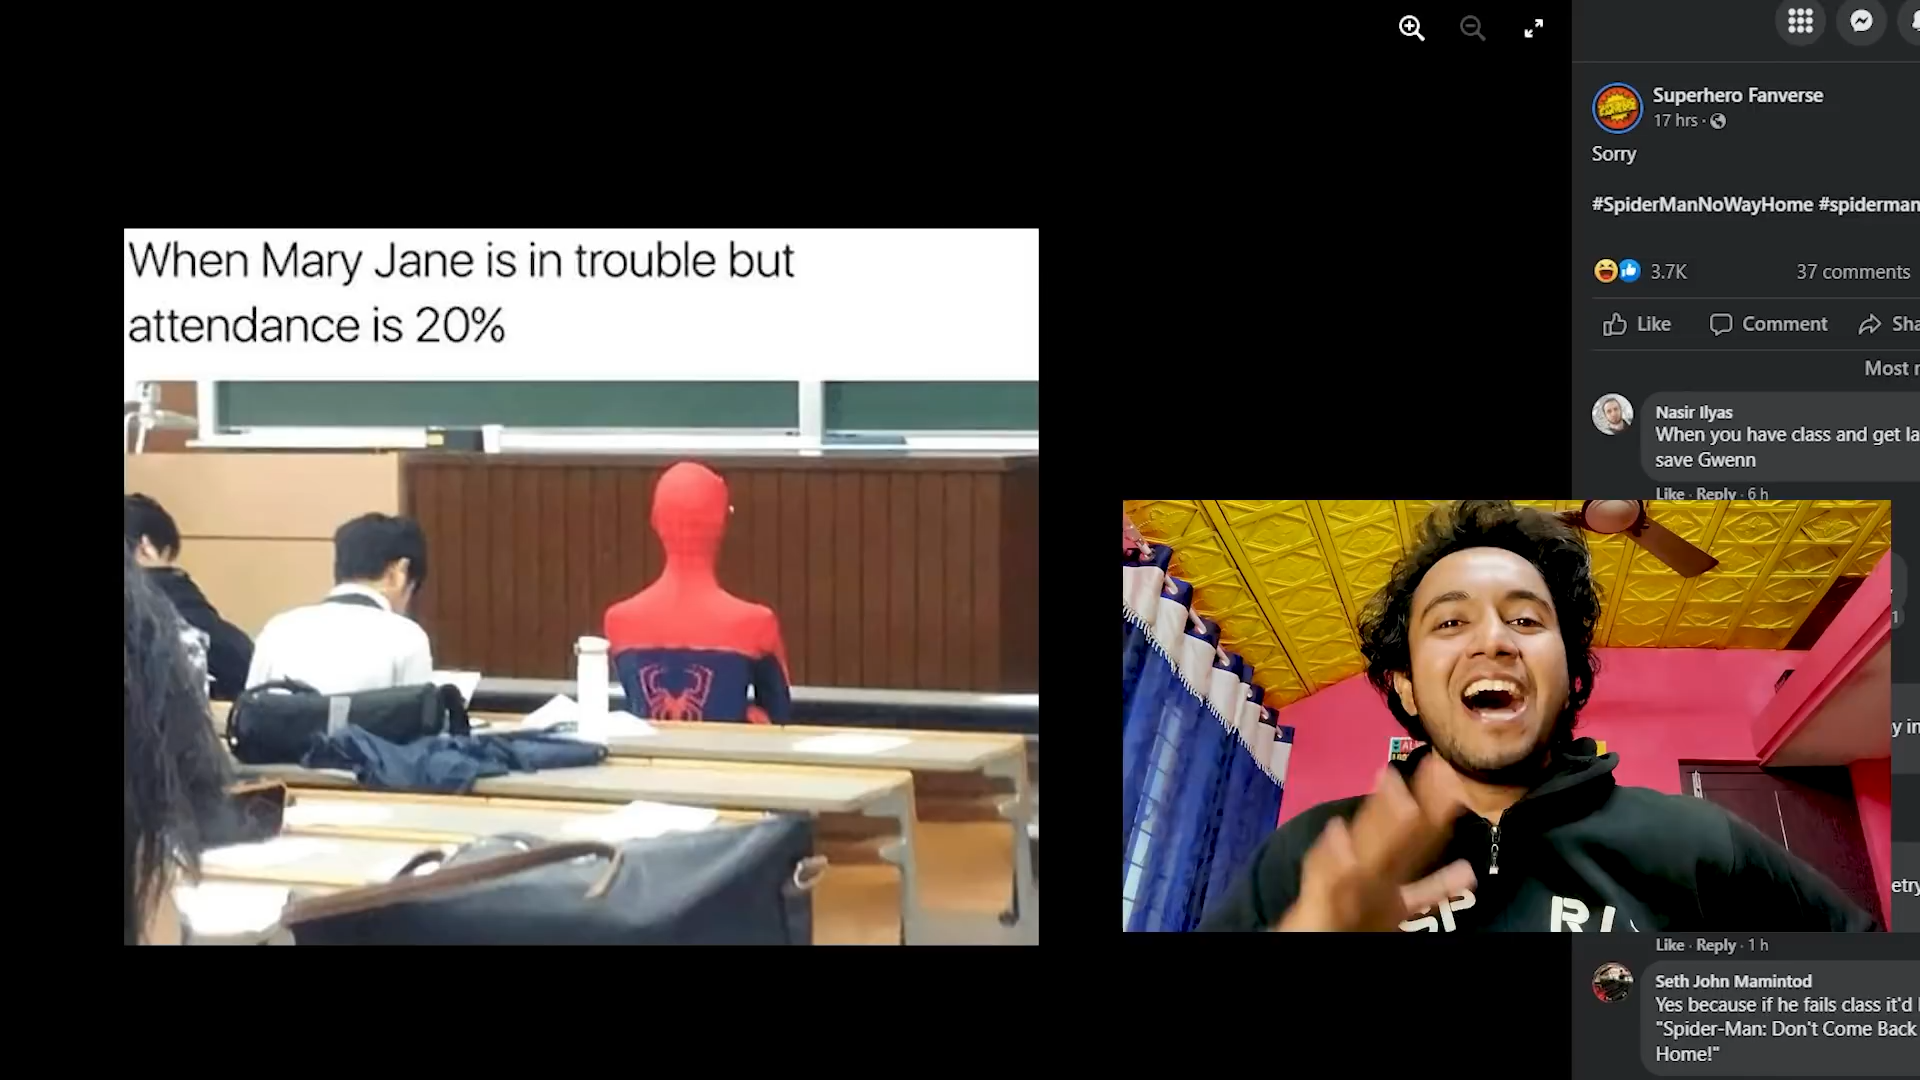 Superhero Fanverse
17 hrs ·
Sorry
#SpiderManNoWayHome #spiderman
3.7K
37 comments
Like
Comment
When Mary Jane is in trouble but
attendance is 20%
Nasir Ilyas
When you have class and get
save Gwenn
Like · Reply · 6 h
Like · Reply · 1 h
Seth John Mamintod
Yes because if he fails class it'd
"Spider-Man: Don't Come Back
Home!"